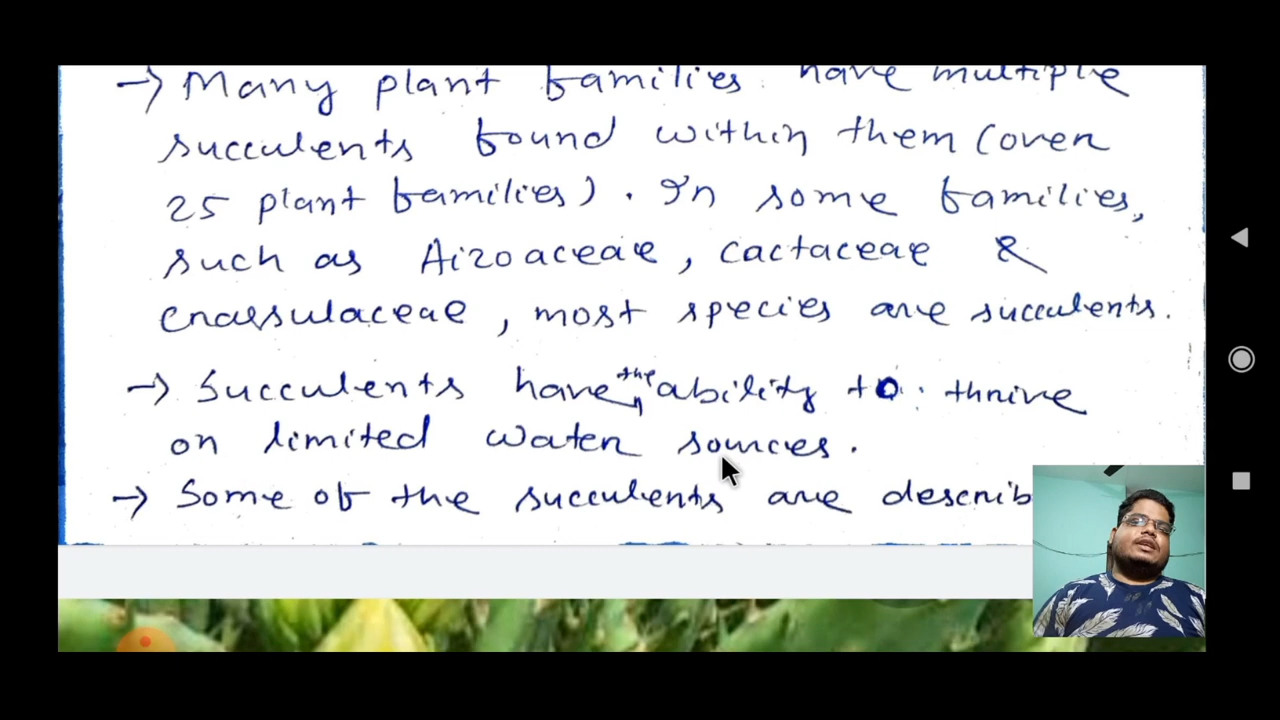 → Many plant families have multiple
succulents found within them (over
25 plant families). In some families,
such as Aizoaceae, cactaceae &
crassulaceae, most species are succulents.
→ Succulents have the ability to thrive
on limited water sources.
→ Some of the succulents are describ